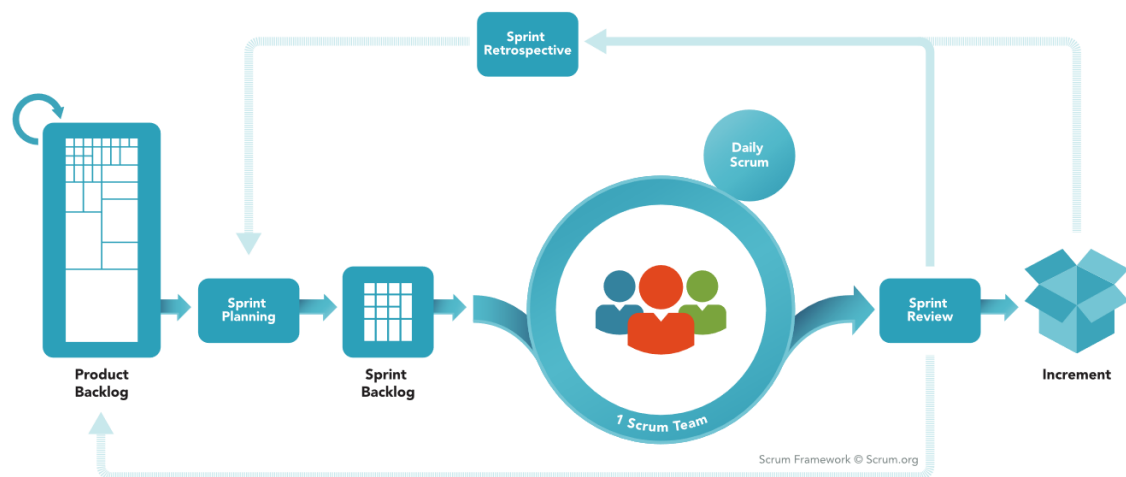 Sprint
Retrospective
Daily
Scrum
Sprint
Planning
Sprint
Review
Product
Backlog
Sprint
Backlog
Increment
1 Scrum Team
Scrum Framework © Scrum.org